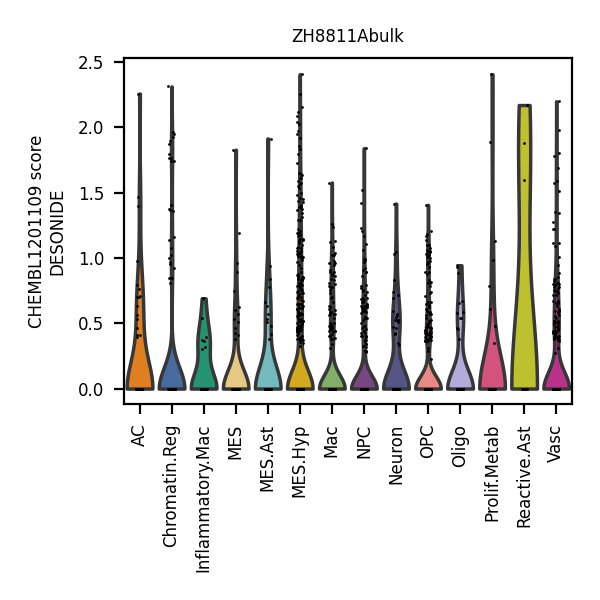 ZH8811Abulk
CHEMBL1201109 score
DESONIDE
2.5
2.0
1.5
1.0
0.5
0.0
AC
Chromatin.Reg
Inflammatory.Mac
MES
MES.Ast
MES.Hyp
Mac
NPC
Neuron
OPC
Oligo
Prolif.Metab
Reactive.Ast
Vasc